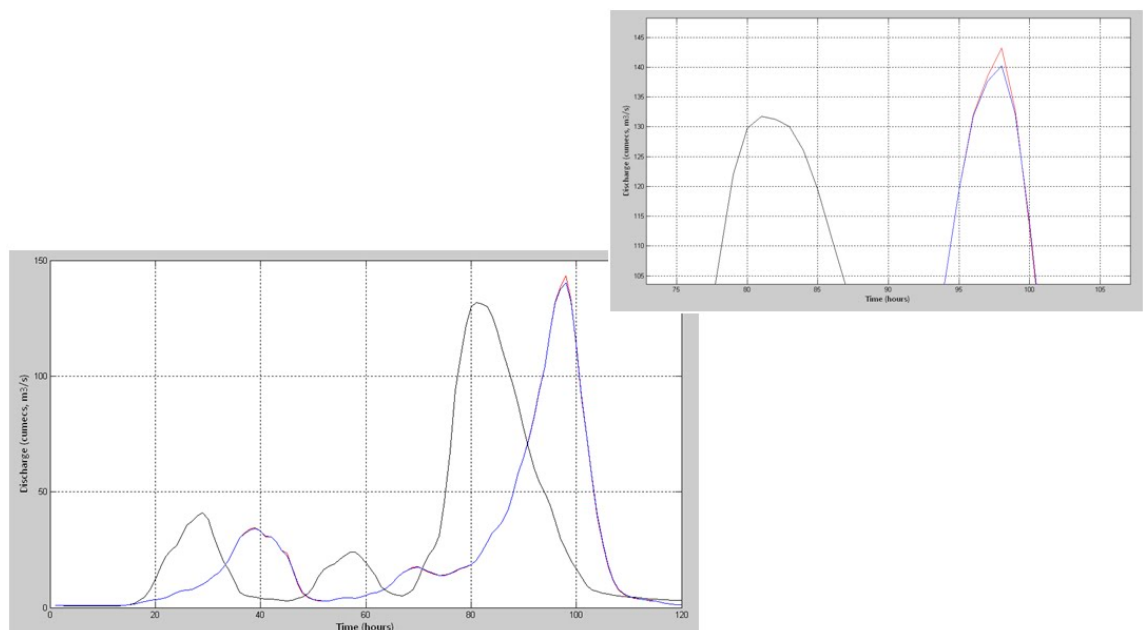 145
140
135
130
125
120
115
110
105
Discharge (cumecs, m3/s)
75 80 85 90 95 100 105
Time (hours)
150
100
50
0
Discharge (cumecs, m3/s)
0 20 40 60 80 100 120
Time (hours)